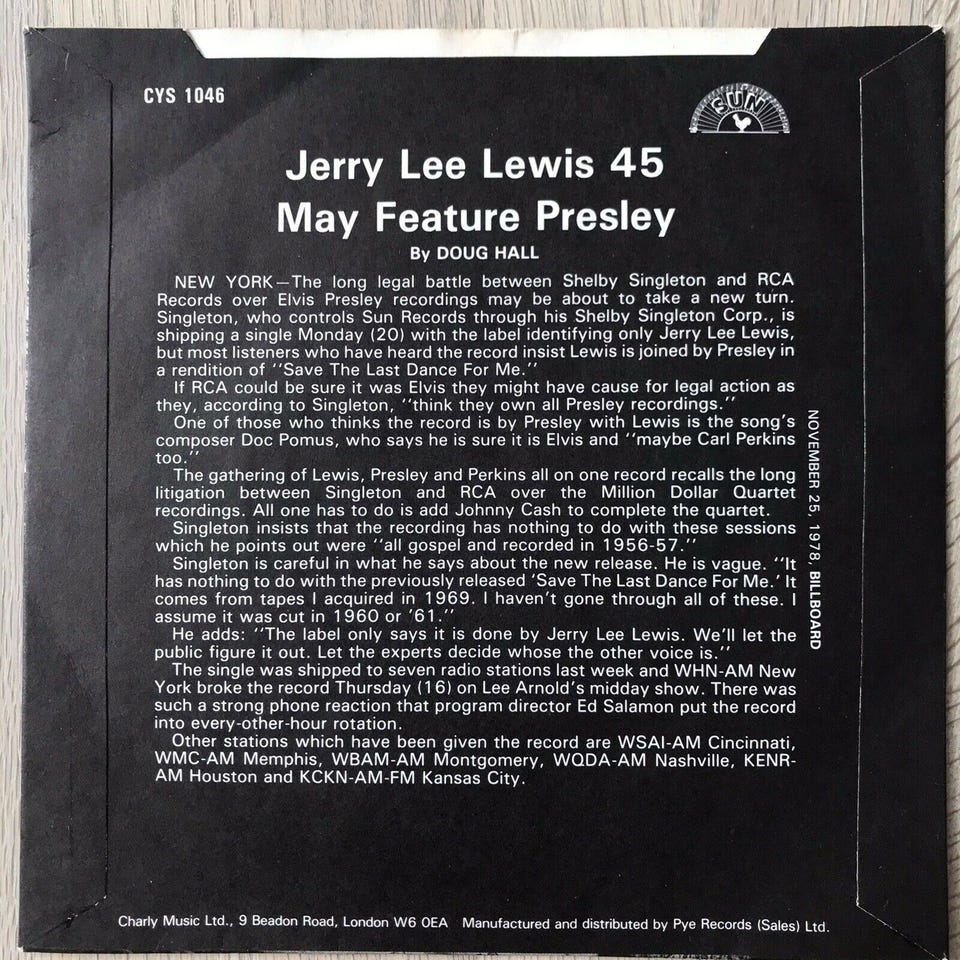 CYS 1046
SUN
Jerry Lee Lewis 45
May Feature Presley
By DOUG HALL
NEW YORK—The long legal battle between Shelby Singleton and RCA
Records over Elvis Presley recordings may be about to take a new turn.
Singleton, who controls Sun Records through his Shelby Singleton Corp., is
shipping a single Monday (20) with the label identifying only Jerry Lee Lewis,
but most listeners who have heard the record insist Lewis is joined by Presley in
a rendition of "Save The Last Dance For Me."
If RCA could be sure it was Elvis they might have cause for legal action as
they, according to Singleton, "think they own all Presley recordings."
One of those who thinks the record is by Presley with Lewis is the song's
composer Doc Pomus, who says he is sure it is Elvis and "maybe Carl Perkins
too."
The gathering of Lewis, Presley and Perkins all on one record recalls the long
litigation between Singleton and RCA over the Million Dollar Quartet
recordings. All one has to do is add Johnny Cash to complete the quartet.
Singleton insists that the recording has nothing to do with these sessions
which he points out were "all gospel and recorded in 1956-57."
Singleton is careful in what he says about the new release. He is vague. "It
has nothing to do with the previously released 'Save The Last Dance For Me.' It
comes from tapes I acquired in 1969. I haven't gone through all of these. I
assume it was cut in 1960 or '61."
He adds: "The label only says it is done by Jerry Lee Lewis. We'll let the
public figure it out. Let the experts decide whose the other voice is."
The single was shipped to seven radio stations last week and WHN-AM New
York broke the record Thursday (16) on Lee Arnold's midday show. There was
such a strong phone reaction that program director Ed Salamon put the record
into every-other-hour rotation.
Other stations which have been given the record are WSAI-AM Cincinnati,
WMC-AM Memphis, WBAM-AM Montgomery, WQDA-AM Nashville, KENR-
AM Houston and KCKN-AM-FM Kansas City.
NOVEMBER 25, 1978, BILLBOARD
Charly Music Ltd., 9 Beadon Road, London W6 0EA Manufactured and distributed by Pye Records (Sales) Ltd.